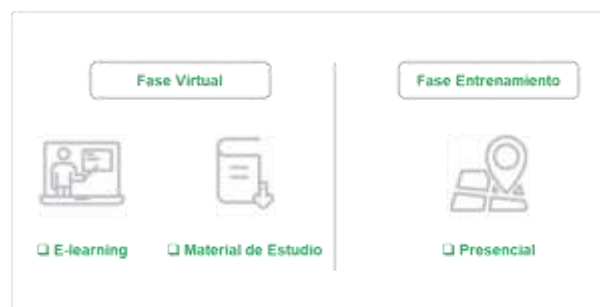 Fase Virtual
Fase Entrenamiento
❑ E-learning
❑ Material de Estudio
❑ Presencial